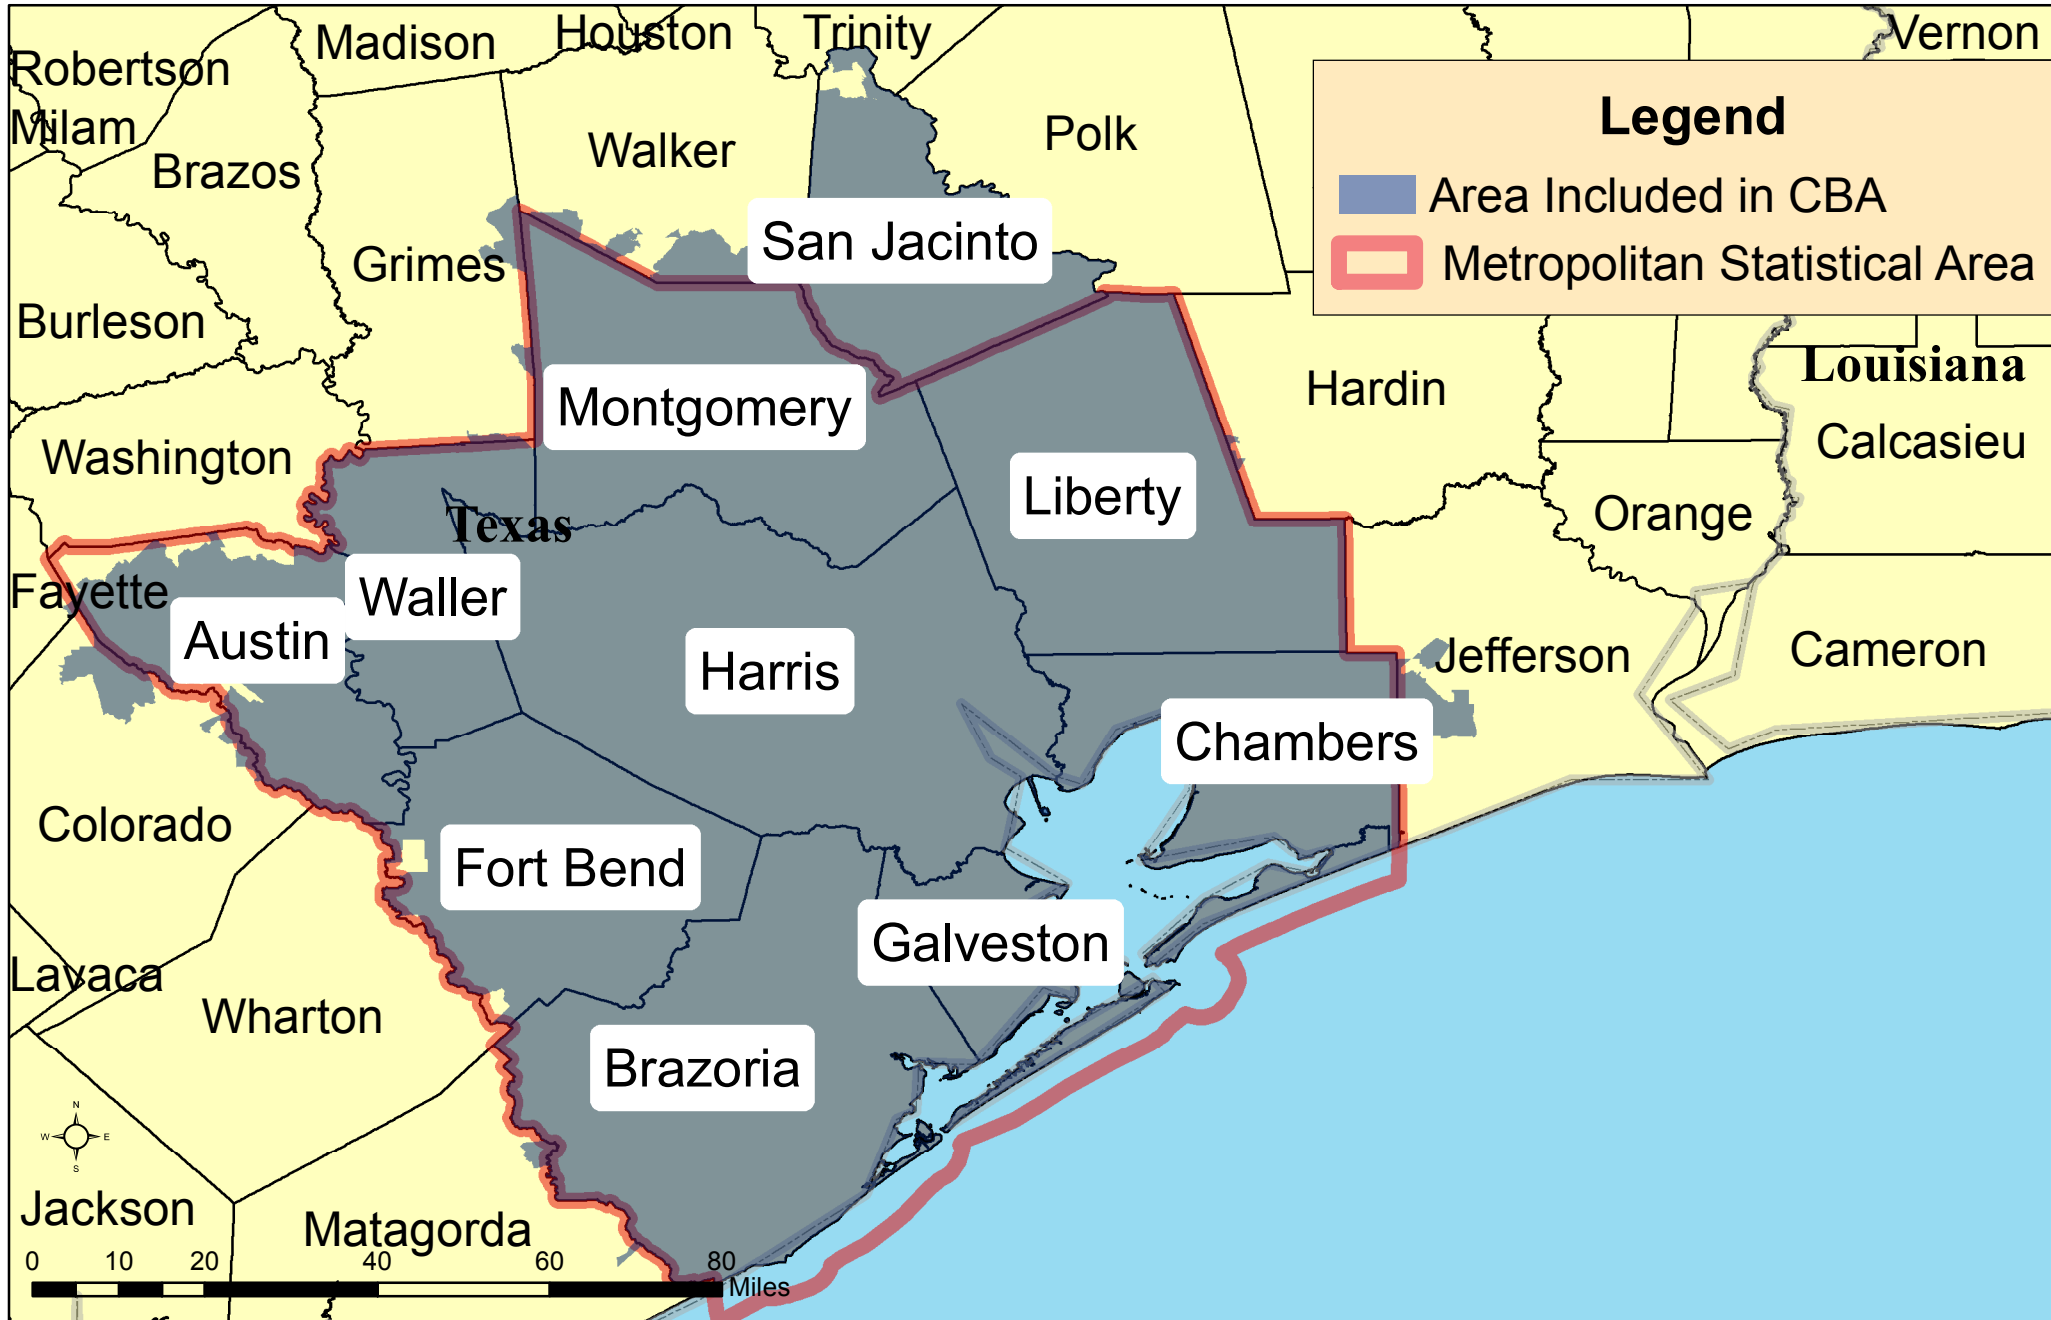 Madison
Houston
Trinity
Vernon
Robertson
Milam
Brazos
Walker
Polk
Legend
Area Included in CBA
Metropolitan Statistical Area
San Jacinto
Grimes
Burleson
Louisiana
Hardin
Montgomery
Calcasieu
Washington
Liberty
Orange
Texas
Fayette
Waller
Austin
Harris
Jefferson
Cameron
Chambers
Colorado
Fort Bend
Galveston
Lavaca
Wharton
Brazoria
N
W E
S
Jackson
Matagorda
0 10 20 40 60 80
Miles